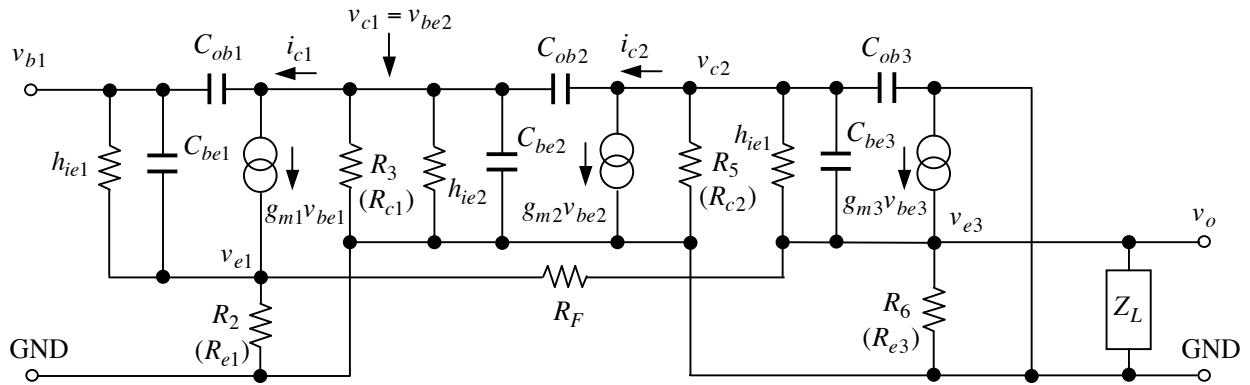 v_{c1} = v_{be2}
v_{b1}
C_{ob1}
i_{c1}
C_{ob2}
i_{c2}
v_{c2}
C_{ob3}
h_{ie1}
C_{be1}
g_{m1}v_{be1}
R_3
(R_{c1})
h_{ie2}
C_{be2}
g_{m2}v_{be2}
R_5
(R_{c2})
h_{ie1}
C_{be3}
g_{m3}v_{be3}
v_{e3}
v_o
v_{e1}
R_2
(R_{e1})
R_F
R_6
(R_{e3})
Z_L
GND
GND